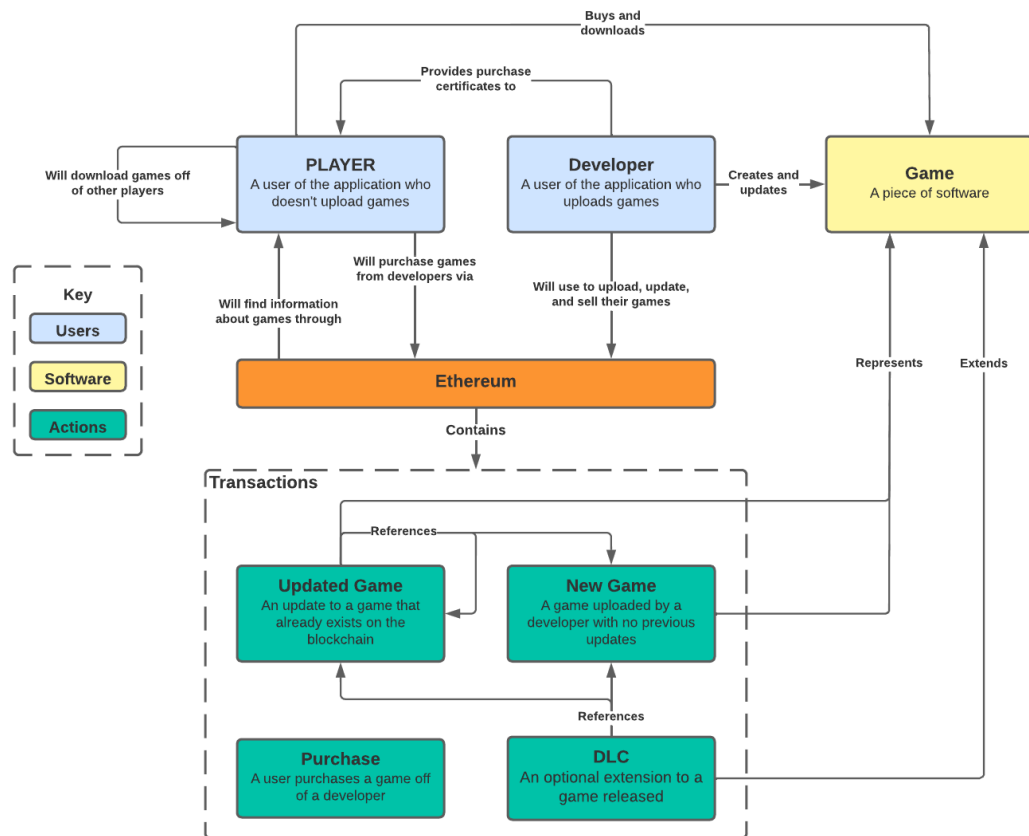 Buys and
downloads
Provides purchase
certificates to
PLAYER
A user of the application who
doesn't upload games
Developer
A user of the application who
uploads games
Creates and
updates
Game
A piece of software
Will download games off
of other players
Will purchase games
from developers via
Will find information
about games through
Will use to upload, update,
and sell their games
Key
Users
Software
Actions
Ethereum
Represents
Extends
Contains
Transactions
References
Updated Game
An update to a game that
already exists on the
blockchain
New Game
A game uploaded by a
developer with no previous
updates
References
Purchase
A user purchases a game off
of a developer
DLC
An optional extension to a
game released